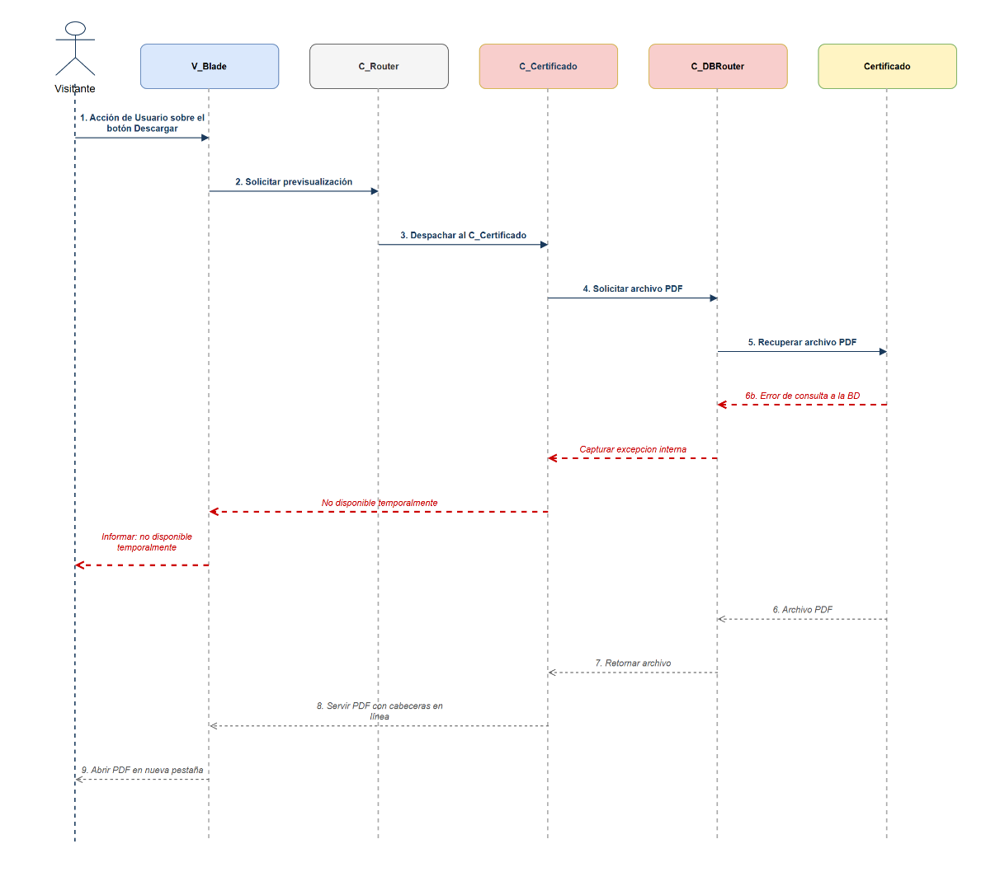 Visitante
V_Blade
C_Router
C_Certificado
C_DBRouter
Certificado
1. Acción de Usuario sobre el
botón Descargar
2. Solicitar previsualización
3. Despachar al C_Certificado
4. Solicitar archivo PDF
5. Recuperar archivo PDF
6b. Error de consulta a la BD
Capturar excepcion interna
No disponible temporalmente
Informar: no disponible
temporalmente
6. Archivo PDF
7. Retornar archivo
8. Servir PDF con cabeceras en
línea
9. Abrir PDF en nueva pestaña